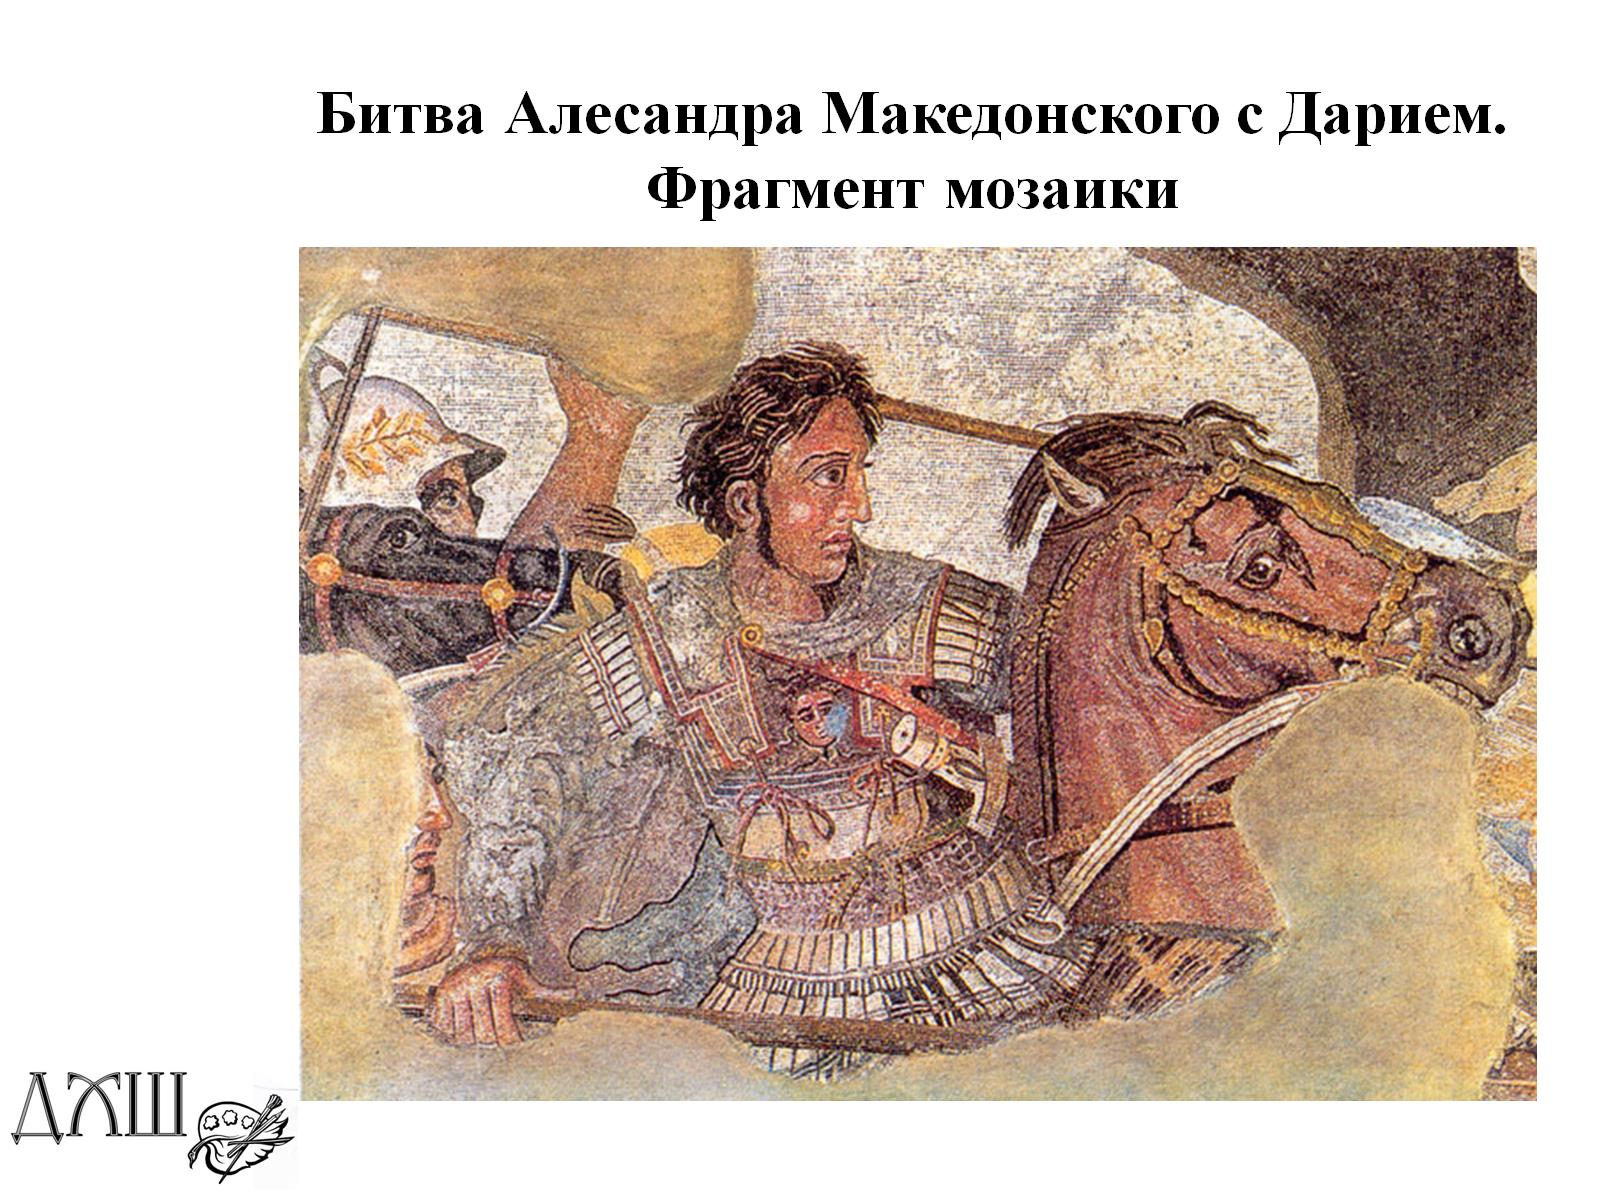 Битва Алесандра Македонского с Дарием.
Фрагмент мозаики
ДХШ